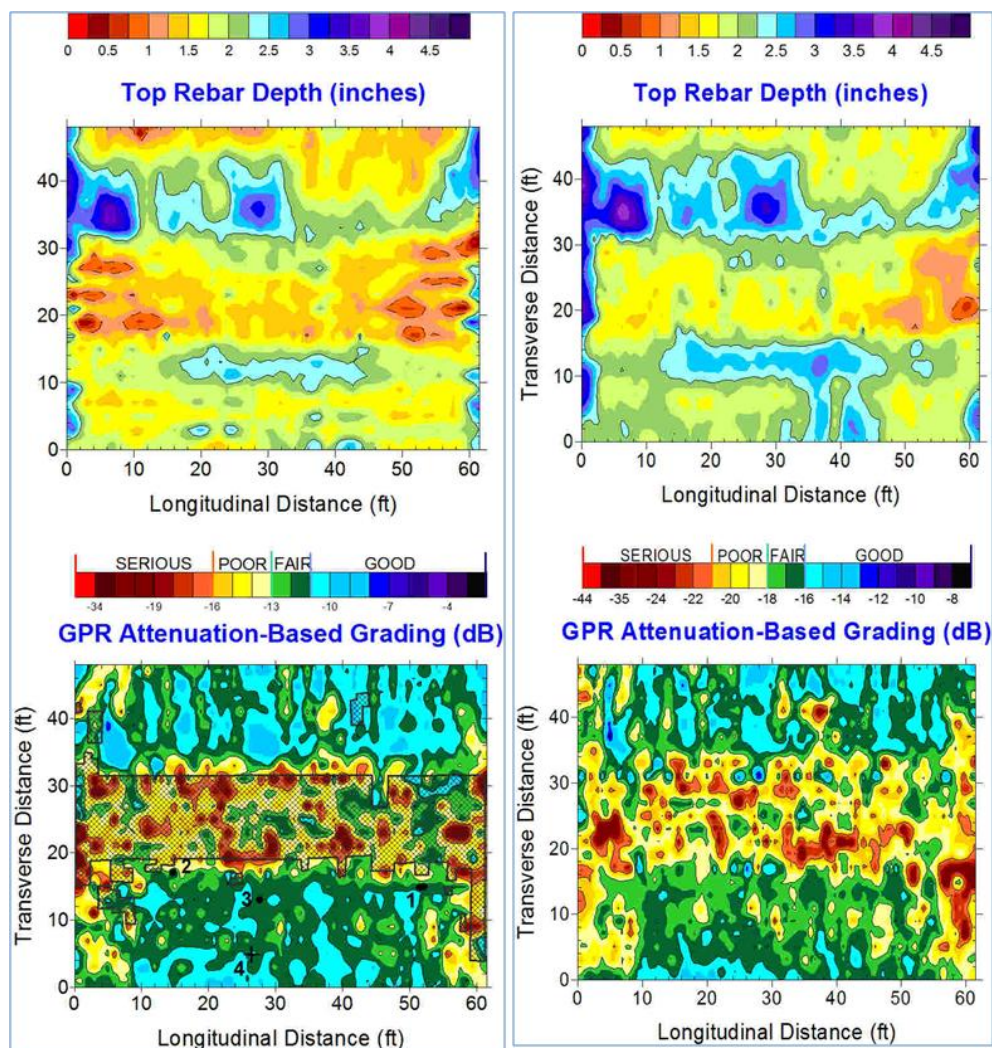 0 0.5 1 1.5 2 2.5 3 3.5 4 4.5
Top Rebar Depth (inches)
40
30
20
10
0
0 10 20 30 40 50 60
Longitudinal Distance (ft)
SERIOUS POOR FAIR GOOD
-34 -19 -16 -13 -10 -7 -4
GPR Attenuation-Based Grading (dB)
Transverse Distance (ft)
40
30
20
10
0
2
3
1
4
0 10 20 30 40 50 60
Longitudinal Distance (ft)
0 0.5 1 1.5 2 2.5 3 3.5 4 4.5
Top Rebar Depth (inches)
Transverse Distance (ft)
40
30
20
10
0
0 10 20 30 40 50 60
Longitudinal Distance (ft)
SERIOUS POOR FAIR GOOD
-44 -35 -24 -22 -20 -18 -16 -14 -12 -10 -8
GPR Attenuation-Based Grading (dB)
Transverse Distance (ft)
40
30
20
10
0
0 10 20 30 40 50 60
Longitudinal Distance (ft)